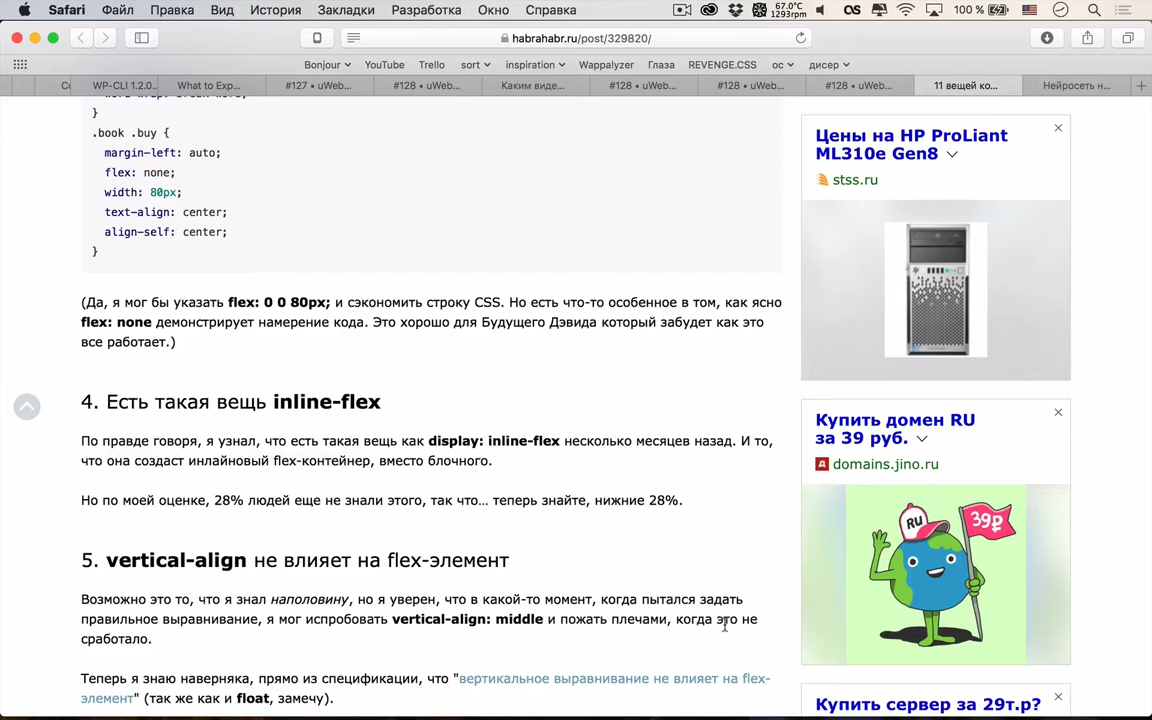 Safari Файл Правка Вид История Закладки Разработка Окно Справка 67.0°C 1293rpm 100 %
habrahabr.ru/post/329820/
Bonjour YouTube Trello sort inspiration Wappalyzer Глаза REVENGE.CSS ос дисер
Сс WP-CLI 1.2.0... What to Exp... #127 • uWeb... #128 • uWeb... Каким виде... #128 • uWeb... #128 • uWeb... #128 • uWeb... 11 вещей ко... Нейросеть н...
}
.book .buy {
margin-left: auto;
flex: none;
width: 80px;
text-align: center;
align-self: center;
}
(Да, я мог бы указать flex: 0 0 80px; и сэкономить строку CSS. Но есть что-то особенное в том, как ясно
flex: none демонстрирует намерение кода. Это хорошо для Будущего Дэвида который забудет как это
все работает.)
4. Есть такая вещь inline-flex
По правде говоря, я узнал, что есть такая вещь как display: inline-flex несколько месяцев назад. И то,
что она создаст инлайновый flex-контейнер, вместо блочного.
Но по моей оценке, 28% людей еще не знали этого, так что... теперь знайте, нижние 28%.
5. vertical-align не влияет на flex-элемент
Возможно это то, что я знал наполовину, но я уверен, что в какой-то момент, когда пытался задать
правильное выравнивание, я мог испробовать vertical-align: middle и пожать плечами, когда это не
сработало.
Теперь я знаю наверняка, прямо из спецификации, что "вертикальное выравнивание не влияет на flex-
элемент" (так же как и float, замечу).
Цены на HP ProLiant
ML310e Gen8
stss.ru
Купить домен RU
за 39 руб.
domains.jino.ru
RU
39₽
Купить сервер за 29т.р?